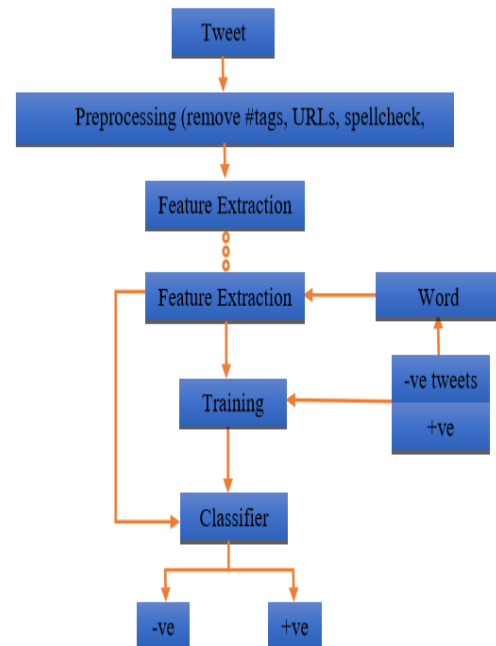 Tweet
Preprocessing (remove #tags, URLs, spellcheck,
Feature Extraction
Feature Extraction
Word
-ve tweets
+ve
Training
Classifier
-ve
+ve